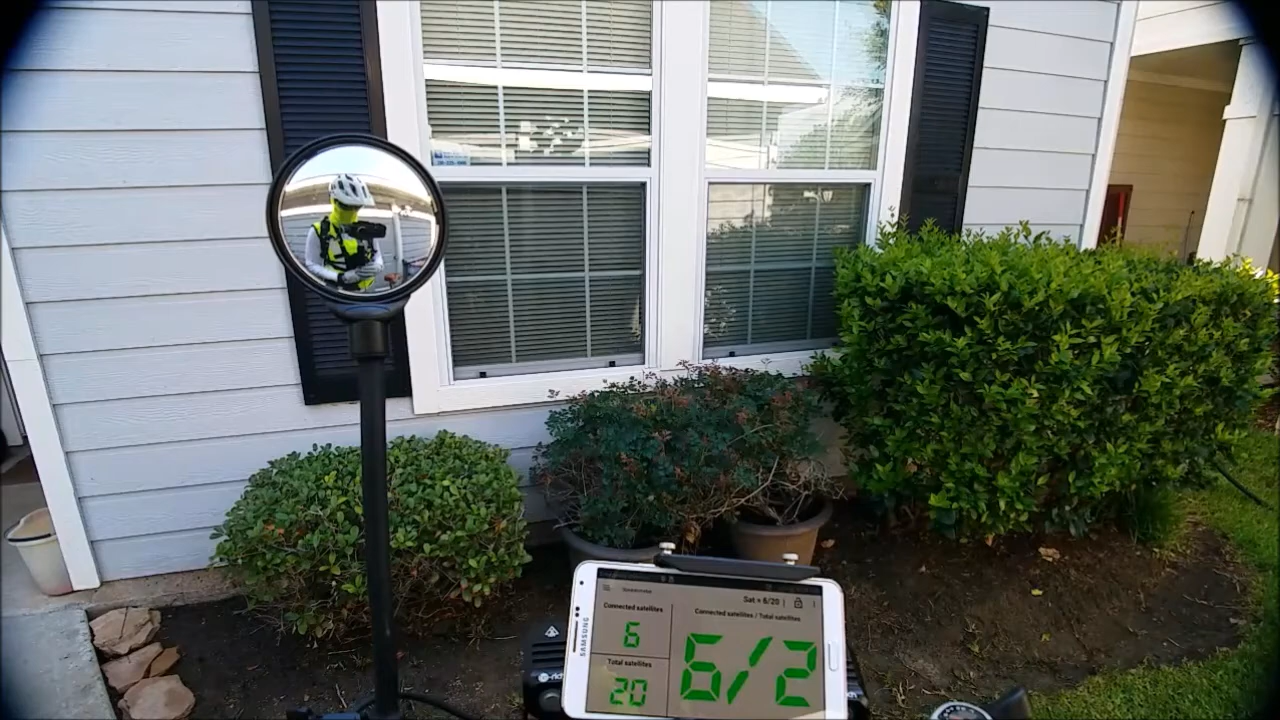 Sat = 6/20
Connected satellites
6
Connected satellites / Total satellites
6/2
Total satellites
20
SAMSUNG